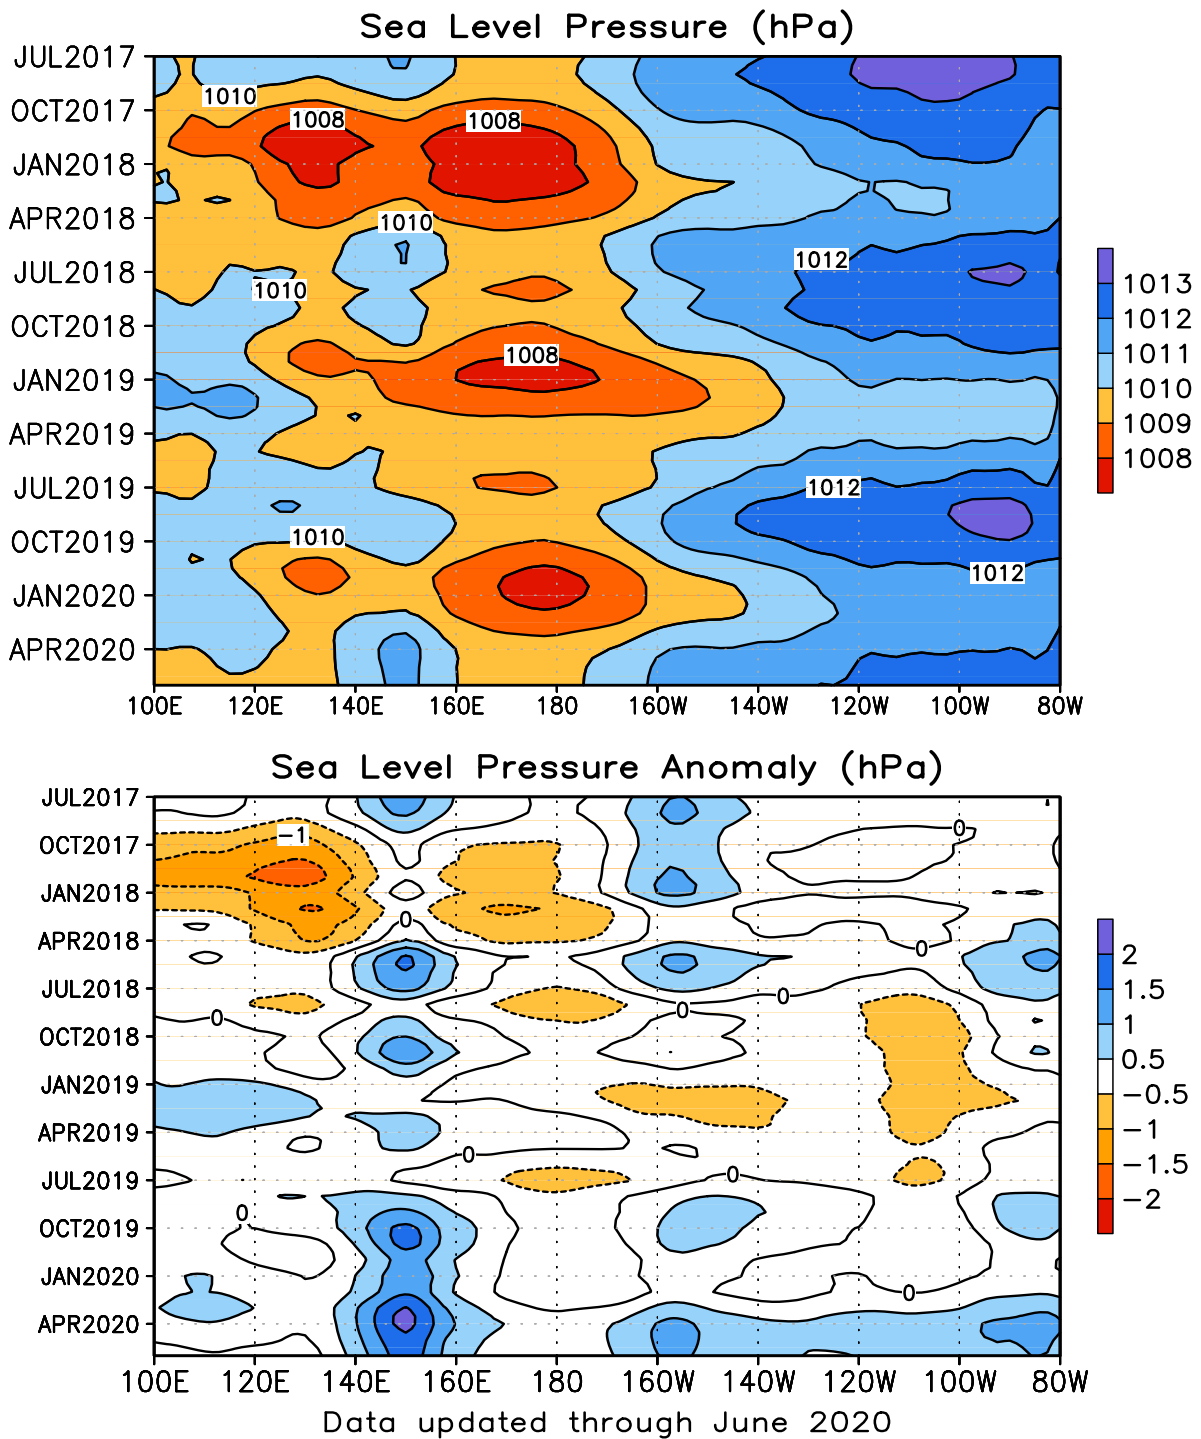 Sea Level Pressure (hPa)
JUL2017
OCT2017
JAN2018
APR2018
JUL2018
OCT2018
JAN2019
APR2019
JUL2019
OCT2019
JAN2020
APR2020
1010
1008
1008
1010
1012
1010
1008
1012
1010
1012
1013
1012
1011
1010
1009
1008
100E 120E 140E 160E 180 160W 140W 120W 100W 80W
Sea Level Pressure Anomaly (hPa)
JUL2017
OCT2017
JAN2018
APR2018
JUL2018
OCT2018
JAN2019
APR2019
JUL2019
OCT2019
JAN2020
APR2020
-1
0
0
0
0
0
0
0
0
0
0
2
1.5
1
0.5
-0.5
-1
-1.5
-2
100E 120E 140E 160E 180 160W 140W 120W 100W 80W
Data updated through June 2020